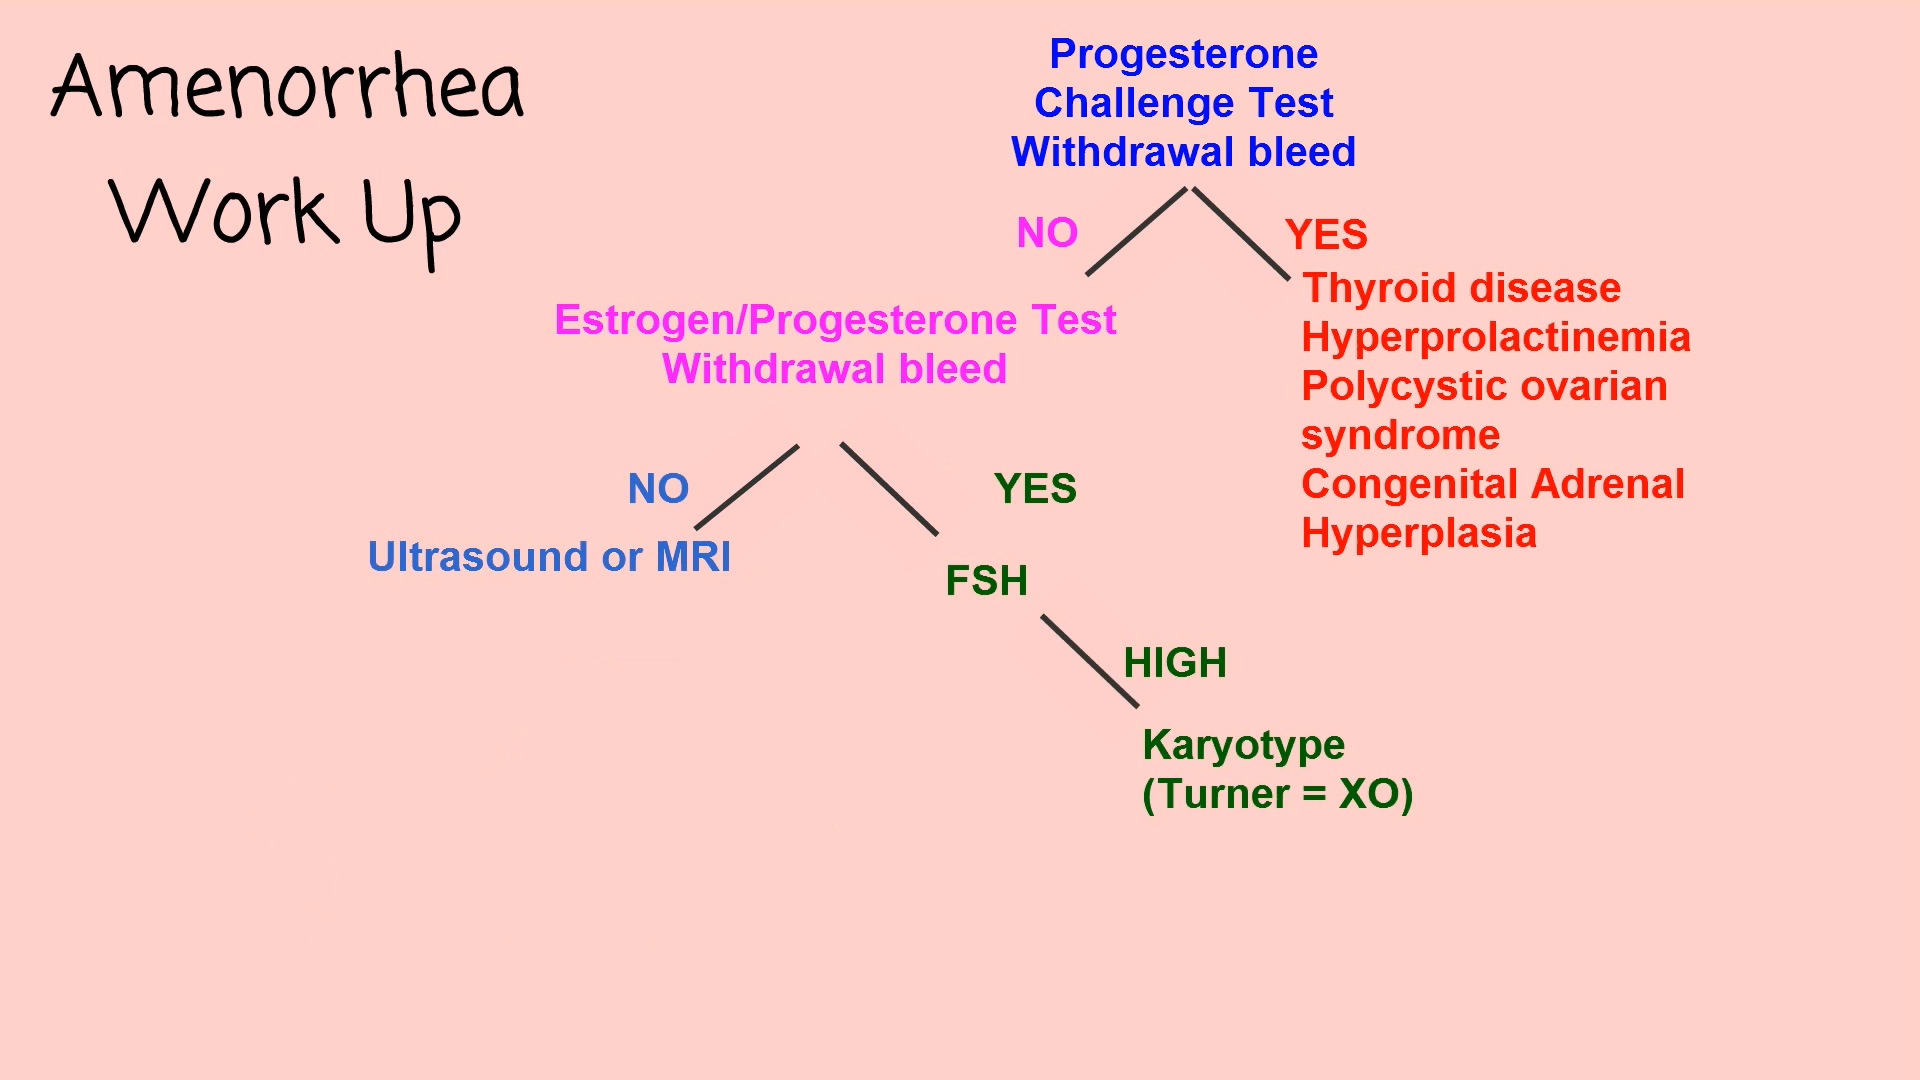 Amenorrhea
Work Up
Progesterone
Challenge Test
Withdrawal bleed
NO
YES
Thyroid disease
Hyperprolactinemia
Polycystic ovarian
syndrome
Congenital Adrenal
Hyperplasia
Estrogen/Progesterone Test
Withdrawal bleed
NO
YES
Ultrasound or MRI
FSH
HIGH
Karyotype
(Turner = XO)